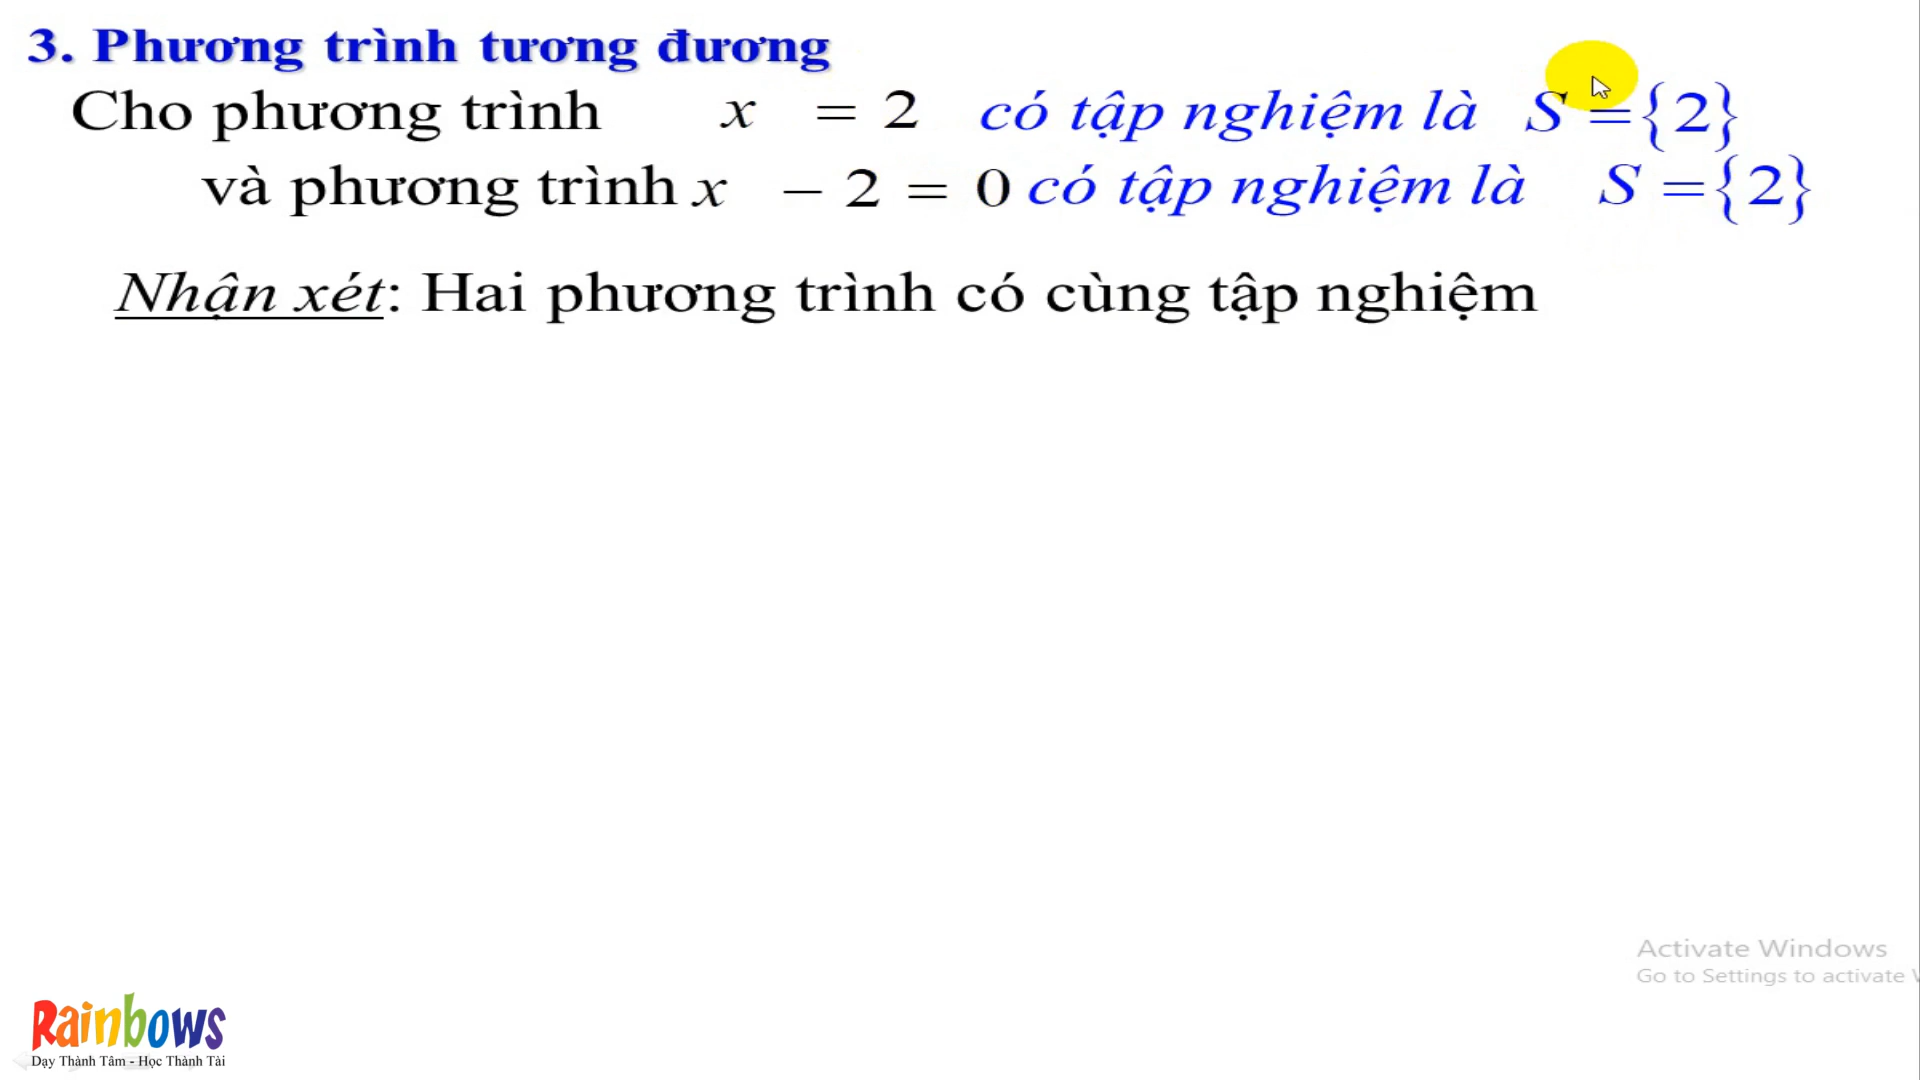 3. Phương trình tương đương
Cho phương trình x = 2 có tập nghiệm là S = {2}
và phương trình x − 2 = 0 có tập nghiệm là S = {2}
Nhận xét: Hai phương trình có cùng tập nghiệm
Activate Windows
Go to Settings to activate
Rainbows
Dạy Thành Tâm - Học Thành Tài